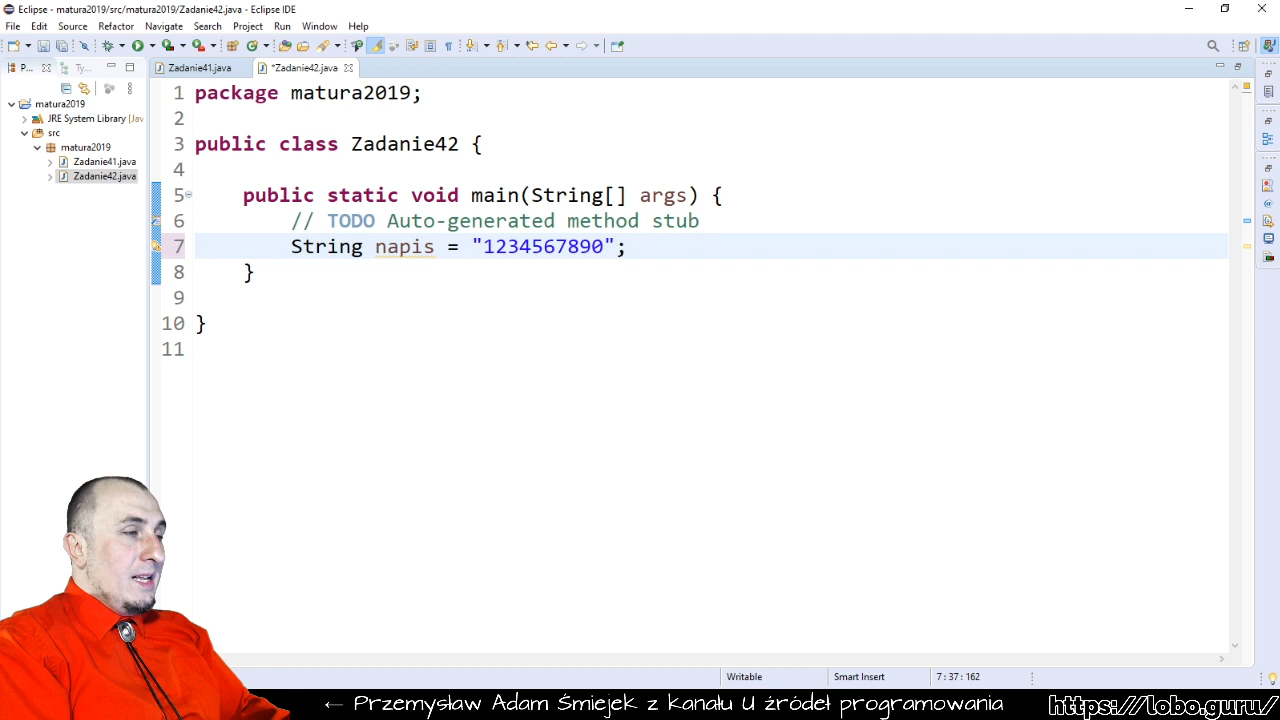 Eclipse - matura2019/src/matura2019/Zadanie42.java - Eclipse IDE
File Edit Source Refactor Navigate Search Project Run Window Help
P... Ty... Zadanie41.java *Zadanie42.java
matura2019
JRE System Library [Jav
src
matura2019
Zadanie41.java
Zadanie42.java
1 package matura2019;
2
3 public class Zadanie42 {
4
5 public static void main(String[] args) {
6 // TODO Auto-generated method stub
7 String napis = "1234567890";
8 }
9
10 }
11
Writable Smart Insert 7 : 37 : 162
← Przemysław Adam Śmiejek z kanału U źródeł programowania https://lobo.guru/